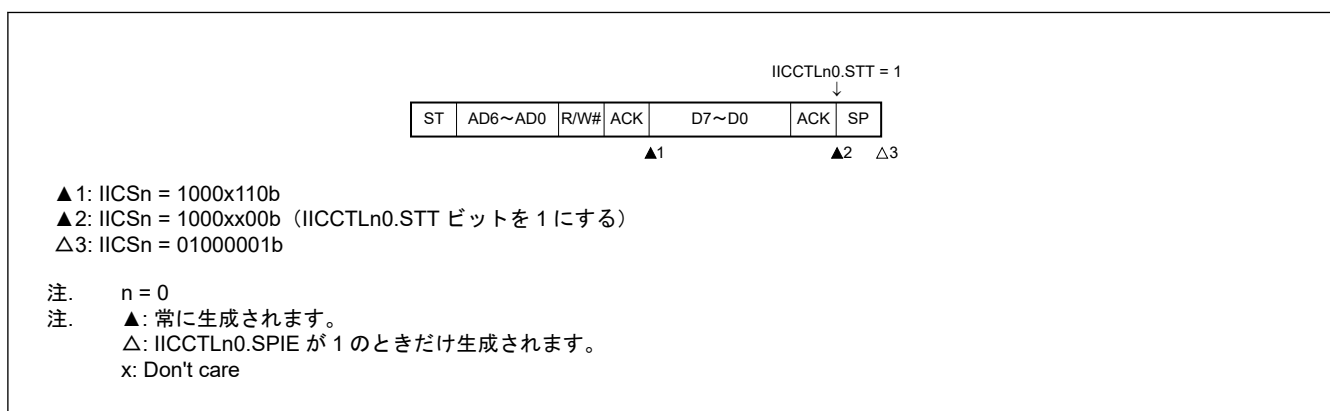 IICCTLn0.STT = 1
↓
ST AD6～AD0 R/W# ACK D7～D0 ACK SP
▲1 ▲2 △3
▲1: IICSn = 1000x110b
▲2: IICSn = 1000xx00b（IICCTLn0.STT ビットを 1 にする）
△3: IICSn = 01000001b
注. n = 0
注. ▲: 常に生成されます。
△: IICCTLn0.SPIE が 1 のときだけ生成されます。
x: Don't care